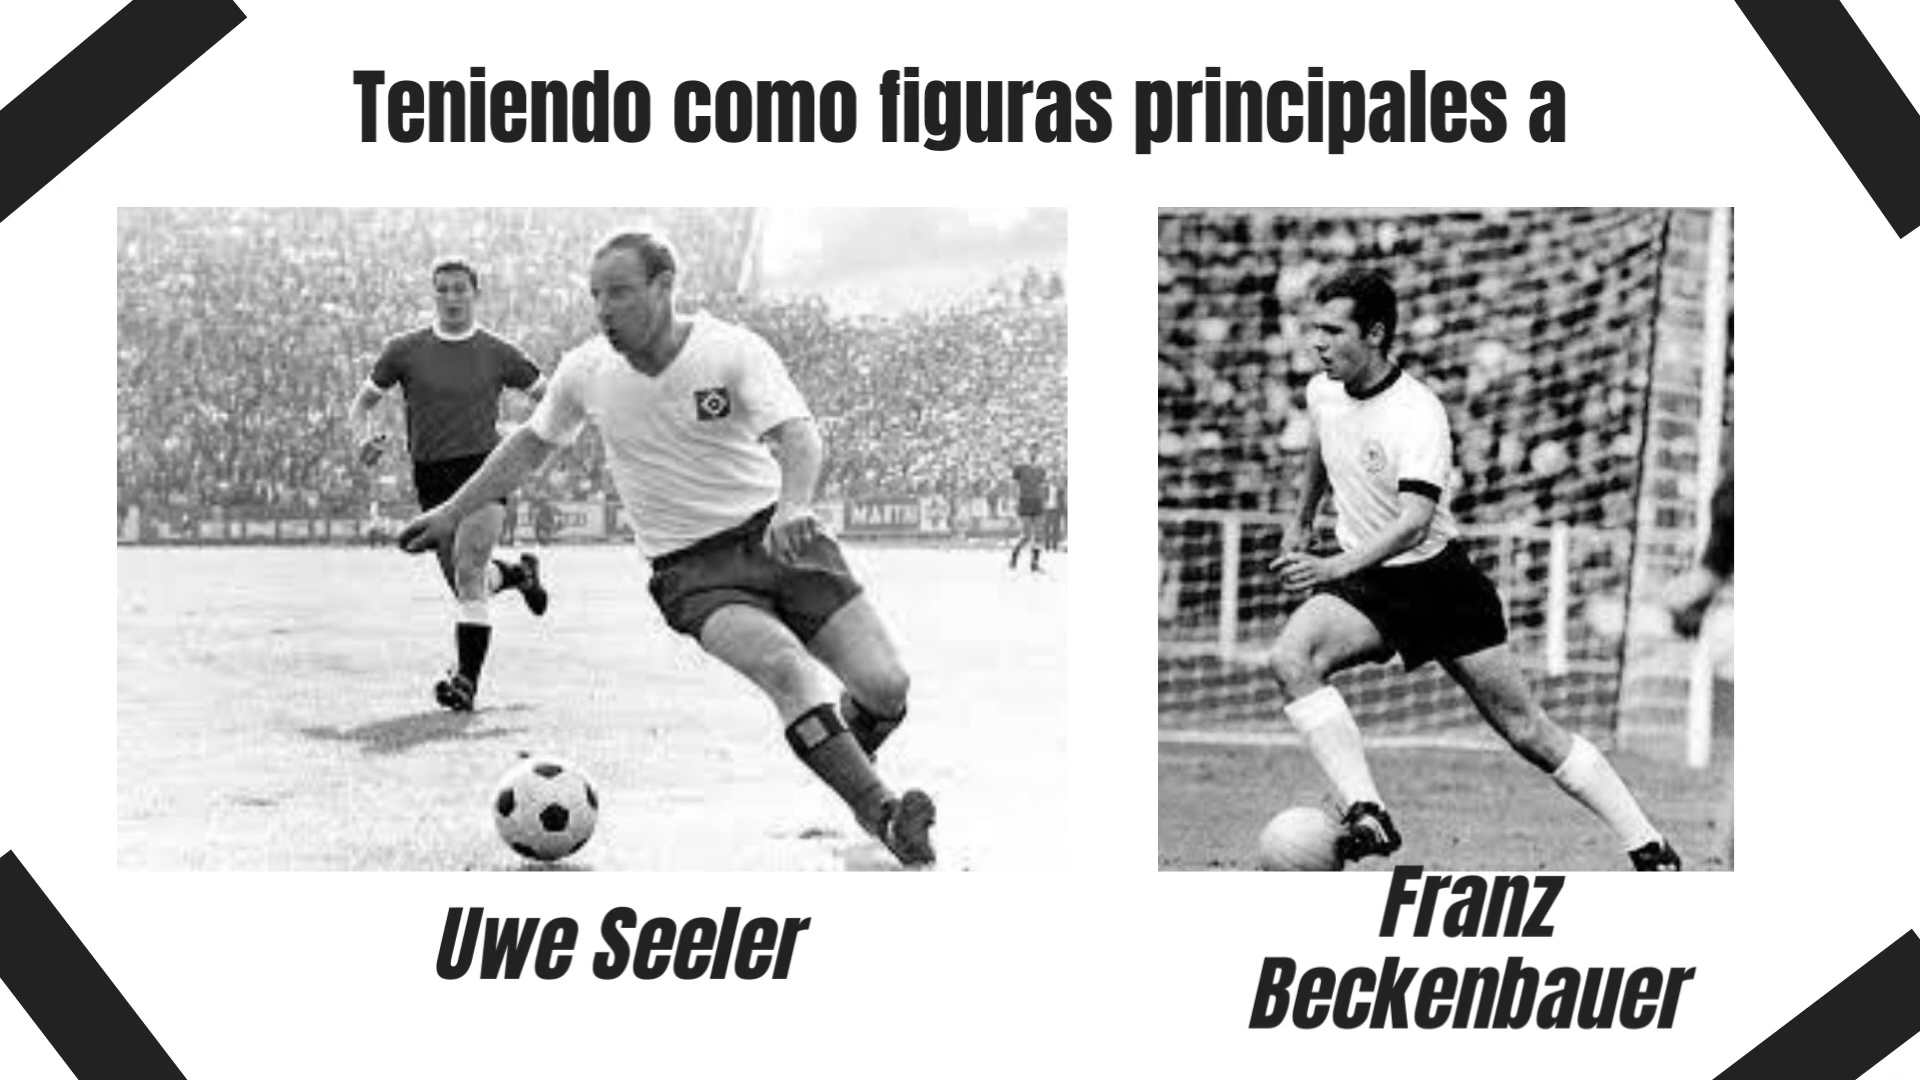 Teniendo como figuras principales a
Uwe Seeler
Franz
Beckenbauer